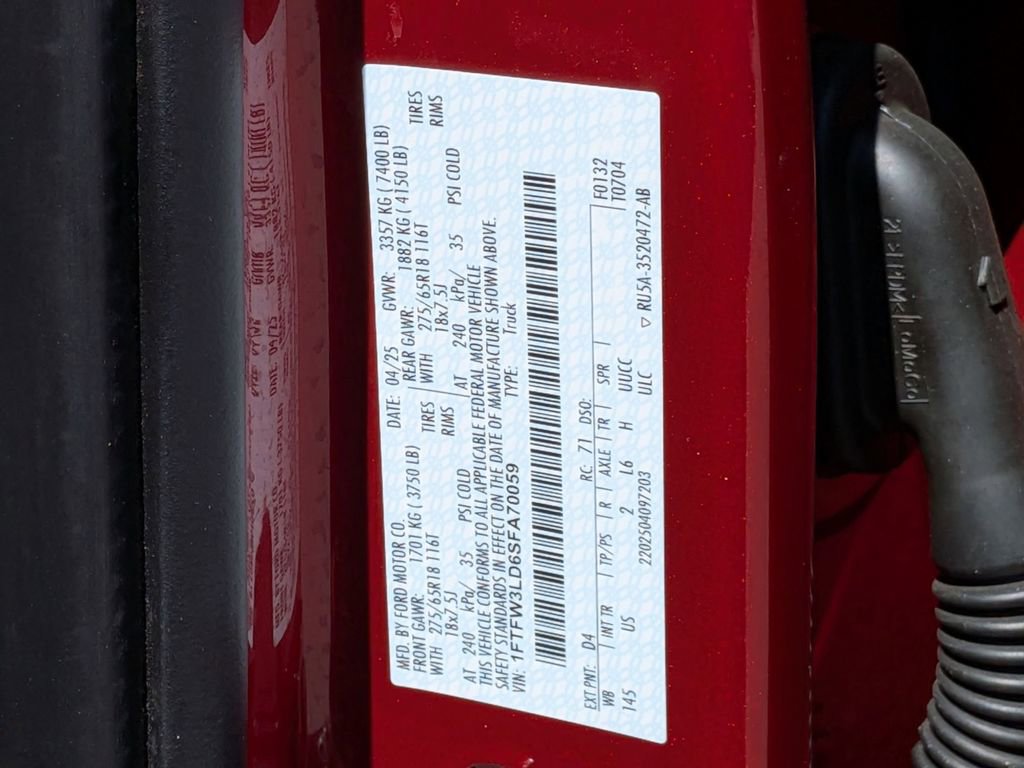 MFD. BY FORD MOTOR CO.
DATE: 04/25 GVWR: 3357 KG ( 7400 LB)
FRONT GAWR: 1701 KG ( 3750 LB) REAR GAWR: 1882 KG ( 4150 LB)
WITH 275/65R18 116T TIRES WITH 275/65R18 116T TIRES
18x7.5J RIMS 18x7.5J RIMS
AT 240 kPa/ 35 PSI COLD AT 240 kPa/ 35 PSI COLD
THIS VEHICLE CONFORMS TO ALL APPLICABLE FEDERAL MOTOR VEHICLE
SAFETY STANDARDS IN EFFECT ON THE DATE OF MANUFACTURE SHOWN ABOVE.
VIN: 1FTFW3LD6SFA70059 TYPE: Truck
EXT PNT: D4 RC: 71 DSO: F0132
WB INT TR TP/PS R AXLE TR SPR T0704
145 US 2 L6 H UUCC
2202504097203 ULC ▽ RU5A-3520472-AB